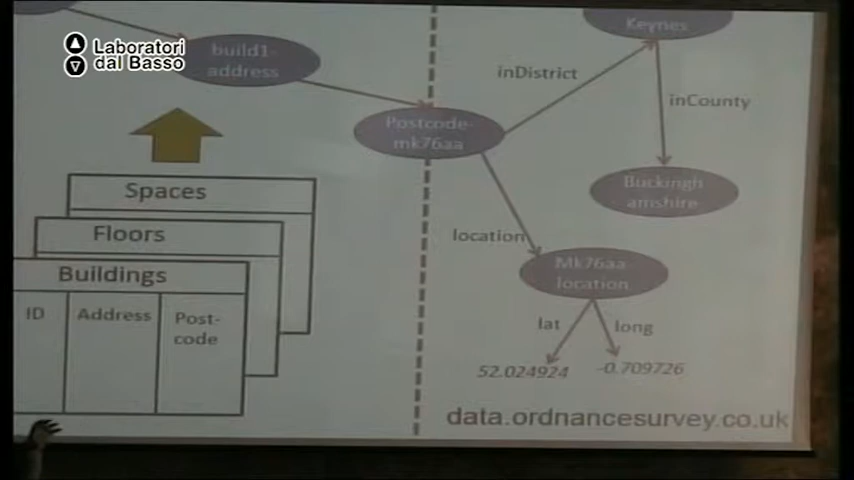 Laboratori
dal Basso
build1-
address
Keynes
inDistrict
inCounty
Postcode-
mk76aa
Buckingh
amshire
location
Mk76aa-
location
lat
long
52.024924
-0.709726
data.ordnancesurvey.co.uk
Spaces
Floors
Buildings
ID
Address
Post-
code